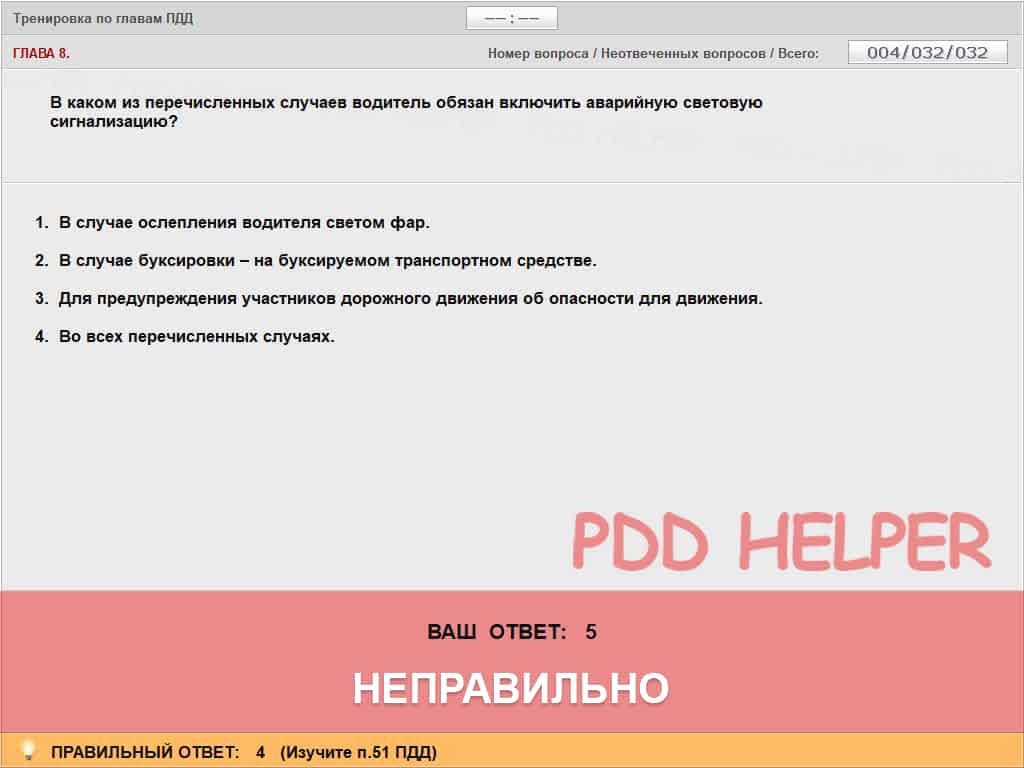 Тренировка по главам ПДД
—— : ——
ГЛАВА 8.
Номер вопроса / Неотвеченных вопросов / Всего:
004/032/032
В каком из перечисленных случаев водитель обязан включить аварийную световую
сигнализацию?
1. В случае ослепления водителя светом фар.
2. В случае буксировки – на буксируемом транспортном средстве.
3. Для предупреждения участников дорожного движения об опасности для движения.
4. Во всех перечисленных случаях.
PDD HELPER
ВАШ ОТВЕТ: 5
НЕПРАВИЛЬНО
ПРАВИЛЬНЫЙ ОТВЕТ: 4 (Изучите п.51 ПДД)